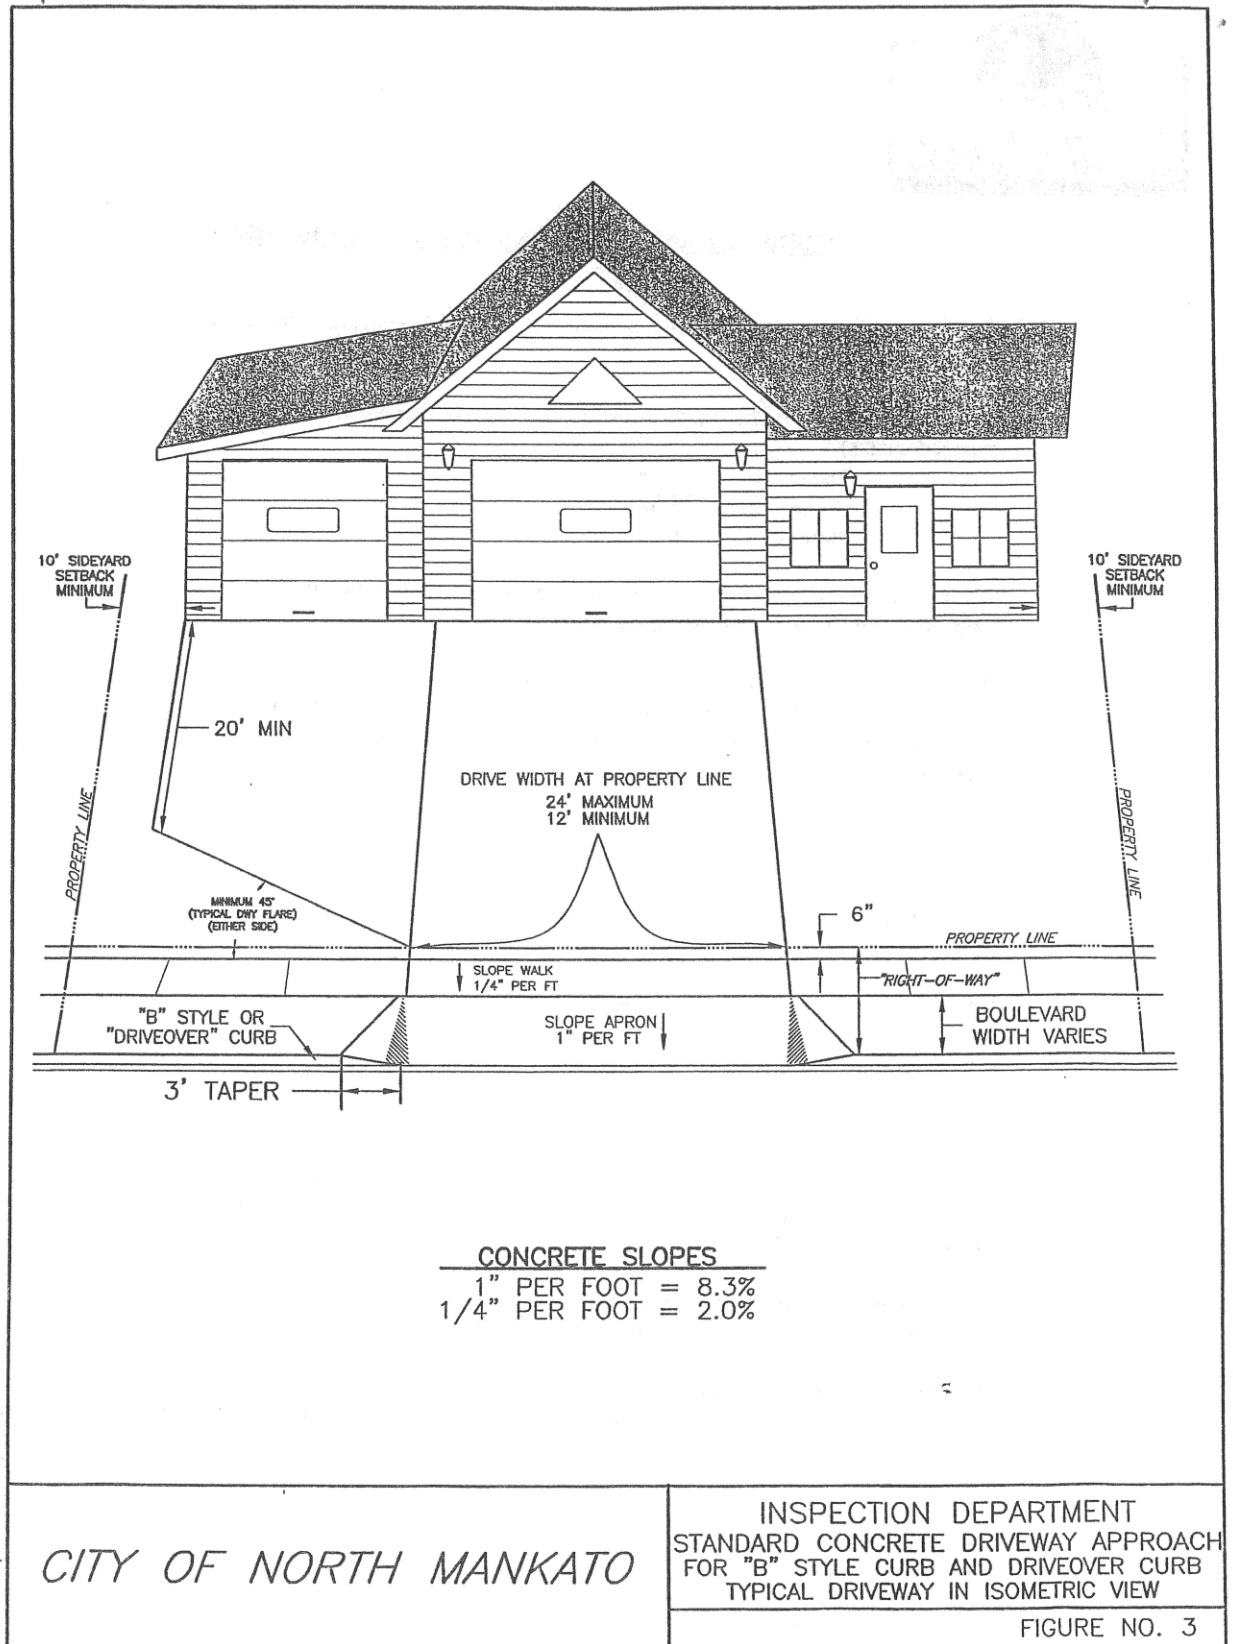 10' SIDEYARD
SETBACK
MINIMUM
10' SIDEYARD
SETBACK
MINIMUM
20' MIN
DRIVE WIDTH AT PROPERTY LINE
24' MAXIMUM
12' MINIMUM
PROPERTY LINE
PROPERTY LINE
MINIMUM 45°
(TYPICAL DWY FLARE)
(EITHER SIDE)
6"
PROPERTY LINE
SLOPE WALK
1/4" PER FT
"RIGHT-OF-WAY"
"B" STYLE OR
"DRIVEOVER" CURB
SLOPE APRON
1" PER FT
BOULEVARD
WIDTH VARIES
3' TAPER
CONCRETE SLOPES
1" PER FOOT = 8.3%
1/4" PER FOOT = 2.0%
CITY OF NORTH MANKATO
INSPECTION DEPARTMENT
STANDARD CONCRETE DRIVEWAY APPROACH
FOR "B" STYLE CURB AND DRIVEOVER CURB
TYPICAL DRIVEWAY IN ISOMETRIC VIEW
FIGURE NO. 3